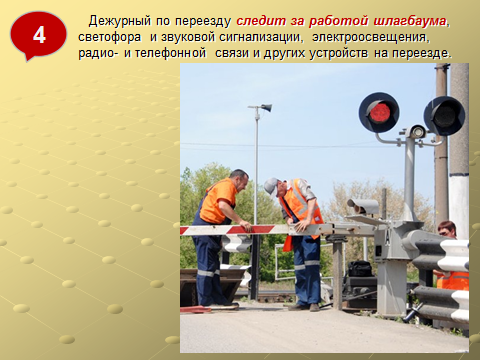 4
Дежурный по переезду следит за работой шлагбаума,
светофора и звуковой сигнализации, электроосвещения,
радио- и телефонной связи и других устройств на переезде.